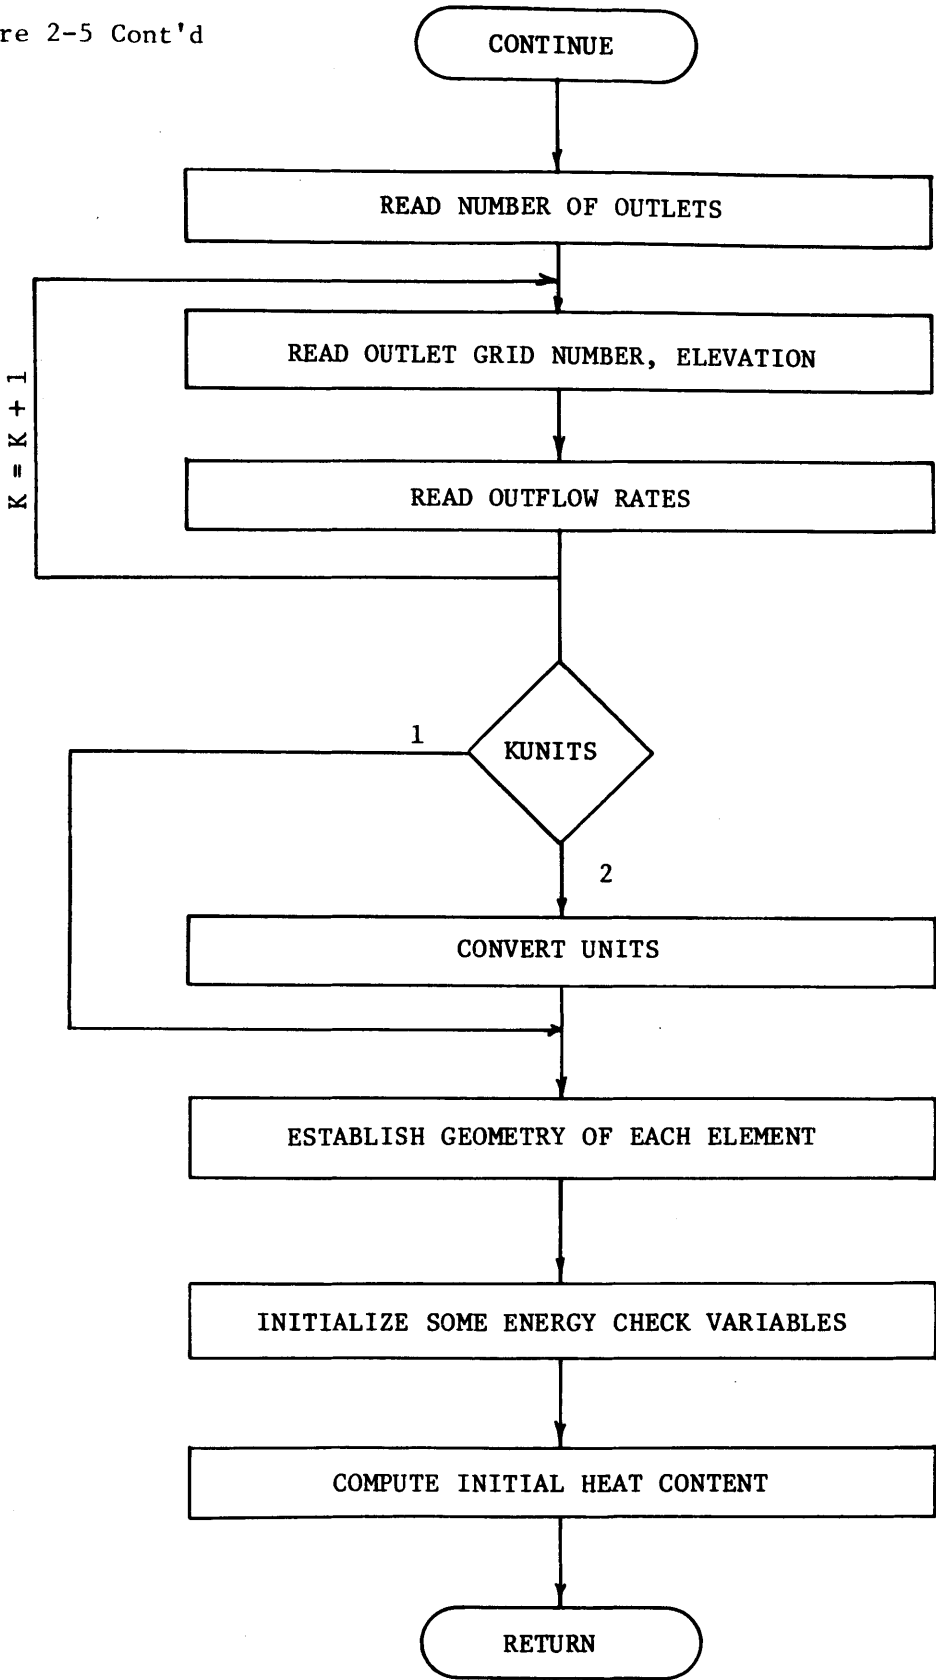 re 2-5 Cont'd
CONTINUE
READ NUMBER OF OUTLETS
READ OUTLET GRID NUMBER, ELEVATION
K = K + 1
READ OUTFLOW RATES
1
KUNITS
2
CONVERT UNITS
ESTABLISH GEOMETRY OF EACH ELEMENT
INITIALIZE SOME ENERGY CHECK VARIABLES
COMPUTE INITIAL HEAT CONTENT
RETURN